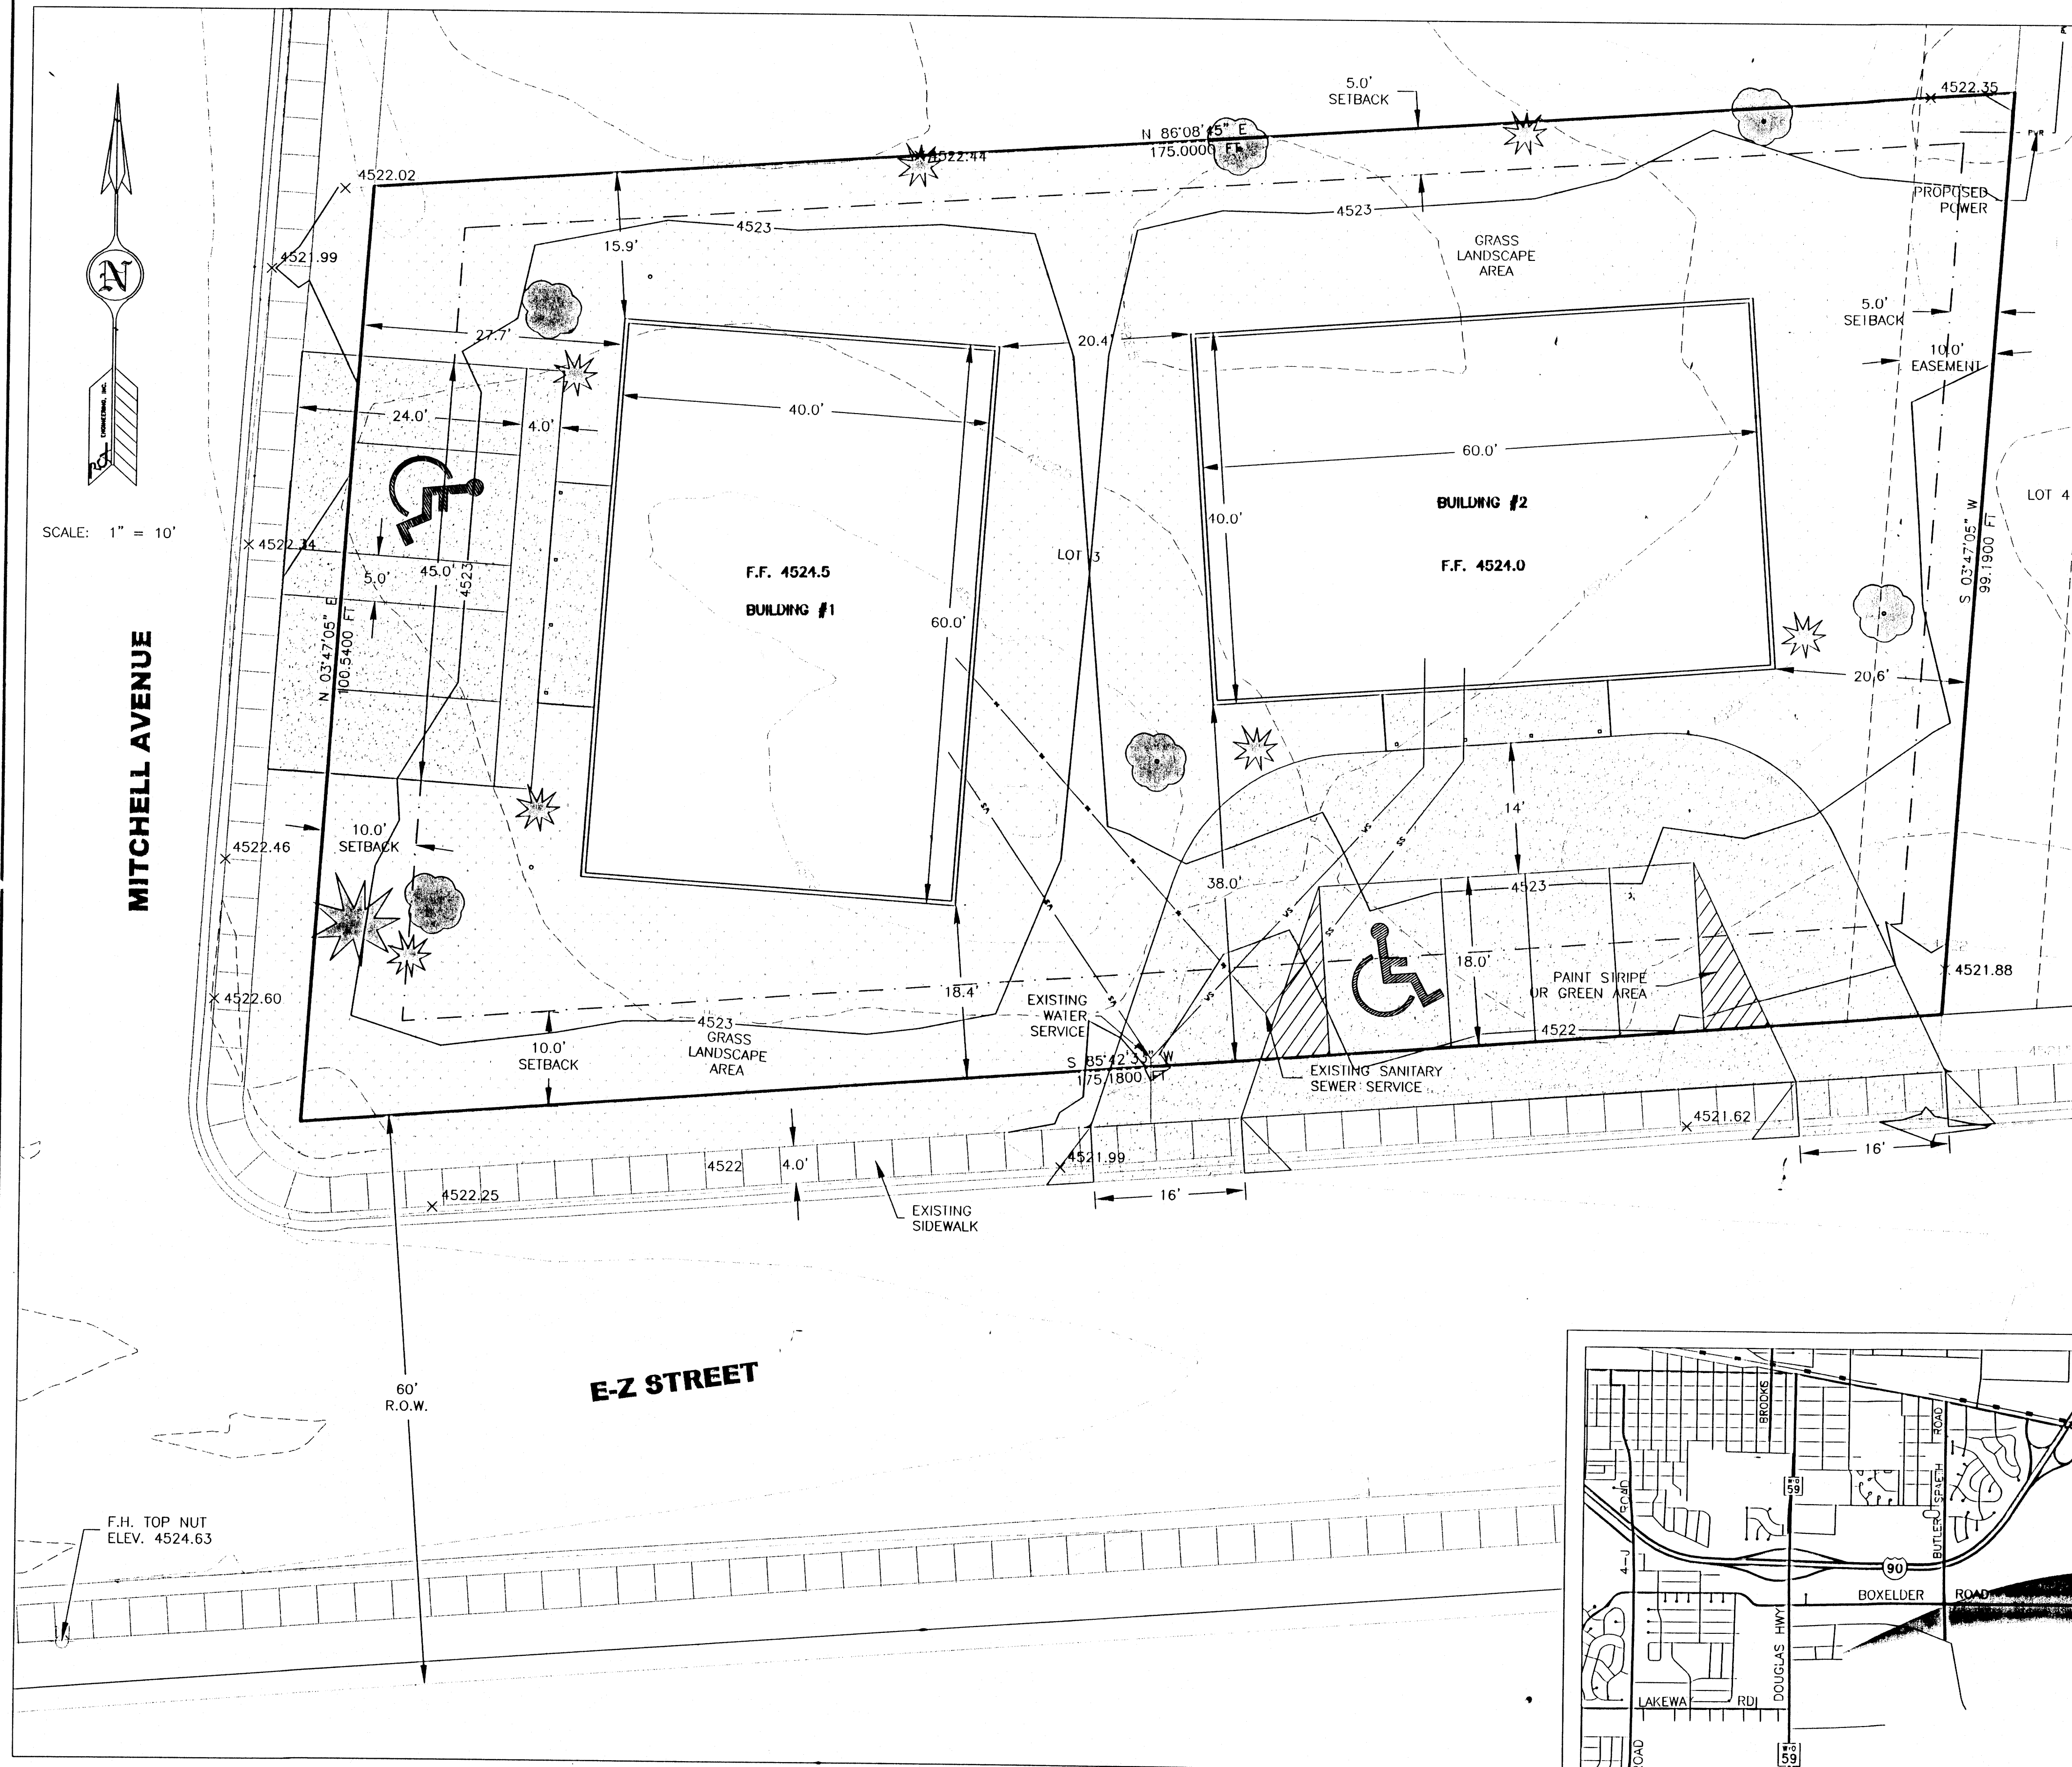 5.0'
SETBACK
4522.35
N 86°08'45" E
175.0000 FT
4522.44
4522.02
PWR
PROPOSED
POWER
4523
4523
15.9'
GRASS
LANDSCAPE
AREA
4521.99
N
ENGINEERING, INC.
27.7'
20.4'
5.0'
SETBACK
10.0'
EASEMENT
24.0'
4.0'
40.0'
60.0'
LOT 4
SCALE: 1" = 10'
4522.34
BUILDING #2
40.0'
F.F. 4524.0
LOT 3
F.F. 4524.5
BUILDING #1
5.0'
45.0'
4523
60.0'
S 03°47'05" W
99.1900 FT
N 03°47'05" E
100.5400 FT
MITCHELL AVENUE
20.6'
10.0'
SETBACK
4522.46
14'
SA
SS
38.0'
4523
18.0'
PAINT STRIPE
OR GREEN AREA
4521.88
4522.60
18.4'
EXISTING
WATER
SERVICE
4523
GRASS
LANDSCAPE
AREA
10.0'
SETBACK
4522
S 85°42'33" W
175.1800 FT
EXISTING SANITARY
SEWER SERVICE
4521.62
4522
4.0'
4521.99
16'
16'
4522.25
EXISTING
SIDEWALK
60'
R.O.W.
E-Z STREET
F.H. TOP NUT
ELEV. 4524.63
BROOKS
ROAD
59
4-J ROAD
BUTLER SPAETH
90
BOXELDER ROAD
DOUGLAS HWY
LAKEWA RD
59